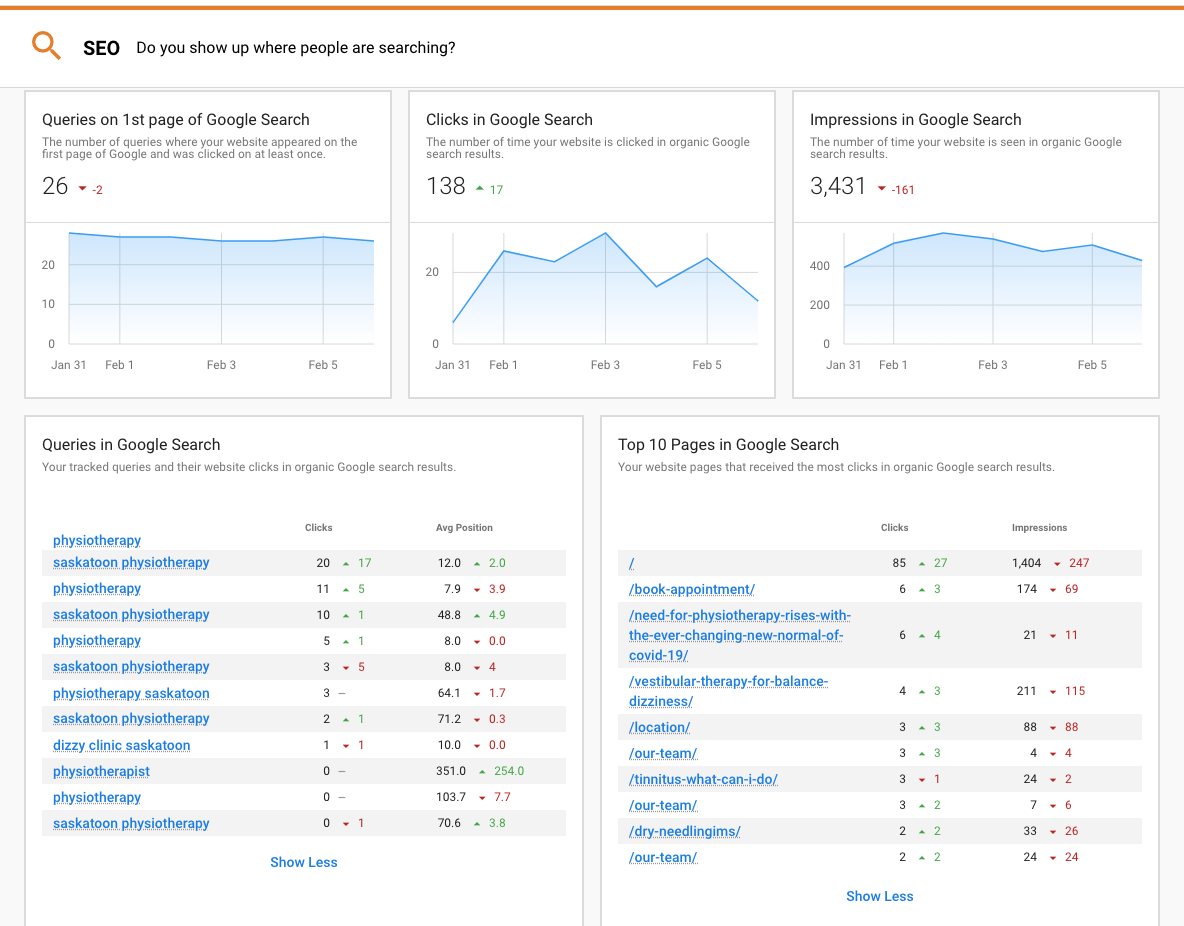 SEO Do you show up where people are searching?
Queries on 1st page of Google Search
The number of queries where your website appeared on the
first page of Google and was clicked on at least once.
26 -2
20
10
0
Jan 31 Feb 1 Feb 3 Feb 5
Clicks in Google Search
The number of time your website is clicked in organic Google
search results.
138 17
20
0
Jan 31 Feb 1 Feb 3 Feb 5
Impressions in Google Search
The number of time your website is seen in organic Google
search results.
3,431 -161
400
200
0
Jan 31 Feb 1 Feb 3 Feb 5
Queries in Google Search
Your tracked queries and their website clicks in organic Google search results.
Clicks Avg Position
physiotherapy
saskatoon physiotherapy 20 17 12.0 2.0
physiotherapy 11 5 7.9 3.9
saskatoon physiotherapy 10 1 48.8 4.9
physiotherapy 5 1 8.0 0.0
saskatoon physiotherapy 3 5 8.0 4
physiotherapy saskatoon 3 – 64.1 1.7
saskatoon physiotherapy 2 1 71.2 0.3
dizzy clinic saskatoon 1 1 10.0 0.0
physiotherapist 0 – 351.0 254.0
physiotherapy 0 – 103.7 7.7
saskatoon physiotherapy 0 1 70.6 3.8
Show Less
Top 10 Pages in Google Search
Your website pages that received the most clicks in organic Google search results.
Clicks Impressions
/ 85 27 1,404 247
/book-appointment/ 6 3 174 69
/need-for-physiotherapy-rises-with-
the-ever-changing-new-normal-of- 6 4 21 11
covid-19/
/vestibular-therapy-for-balance-
dizziness/ 4 3 211 115
/location/ 3 3 88 88
/our-team/ 3 3 4 4
/tinnitus-what-can-i-do/ 3 1 24 2
/our-team/ 3 2 7 6
/dry-needlingims/ 2 2 33 26
/our-team/ 2 2 24 24
Show Less